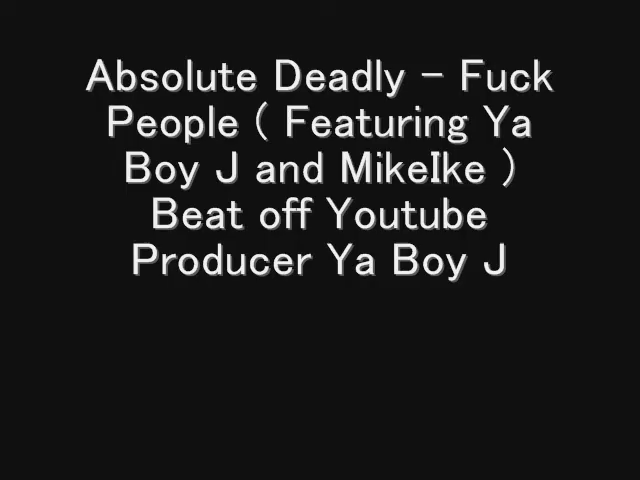 Absolute Deadly - Fuck
People ( Featuring Ya
Boy J and MikeIke )
Beat off Youtube
Producer Ya Boy J